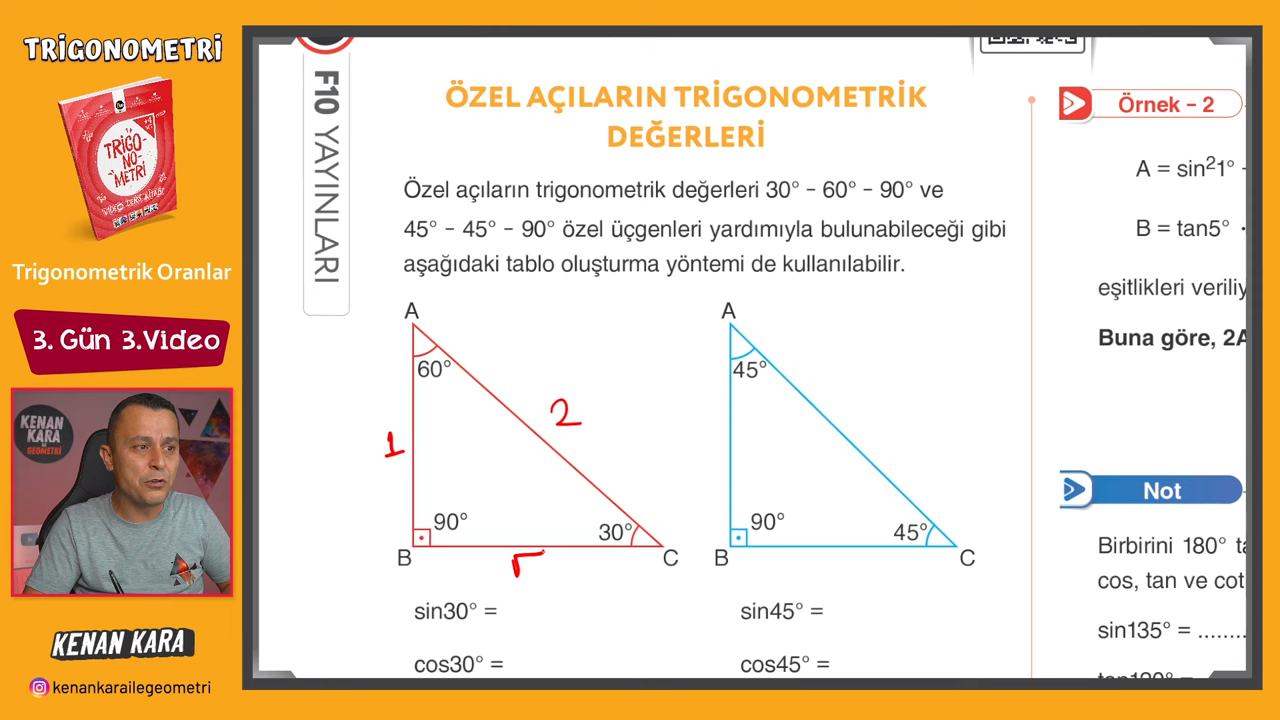 TRİGONOMETRİ
TRİGO-
NO-
METRİ
Trigonometrik Oranlar
3. Gün 3.Video
KENAN
KARA
İLE
GEOMETRİ
KENAN KARA
kenankarailegeometri
F10 YAYINLARI
ÖZEL AÇILARIN TRİGONOMETRİK
DEĞERLERİ
Özel açıların trigonometrik değerleri 30° – 60° – 90° ve
45° – 45° – 90° özel üçgenleri yardımıyla bulunabileceği gibi
aşağıdaki tablo oluşturma yöntemi de kullanılabilir.
A
60°
2
1
90°
30°
B
C
sin30° =
cos30° =
A
45°
90°
45°
B
C
sin45° =
cos45° =
Örnek – 2
A = sin²1°
B = tan5° ·
eşitlikleri veriliy
Buna göre, 2A
Not
Birbirini 180° ta
cos, tan ve cot
sin135° = ........